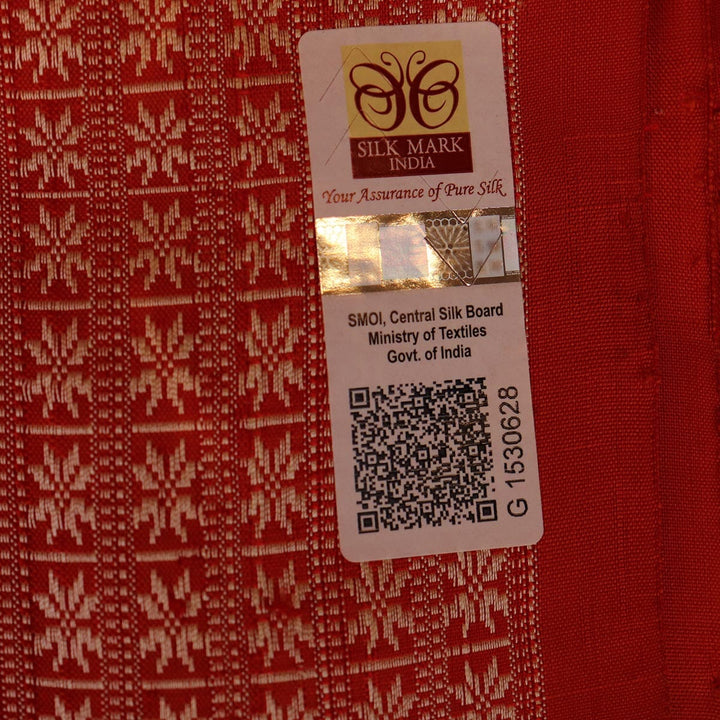 SILK MARK
INDIA
Your Assurance of Pure Silk
SMOI, Central Silk Board
Ministry of Textiles
Govt. of India
G 1530628